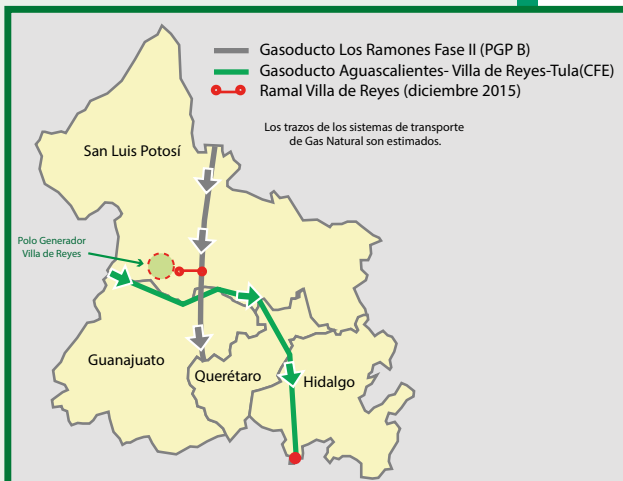 Gasoducto Los Ramones Fase II (PGP B)
Gasoducto Aguascalientes- Villa de Reyes-Tula(CFE)
Ramal Villa de Reyes (diciembre 2015)
Los trazos de los sistemas de transporte
de Gas Natural son estimados.
San Luis Potosí
Polo Generador
Villa de Reyes
Guanajuato
Querétaro
Hidalgo